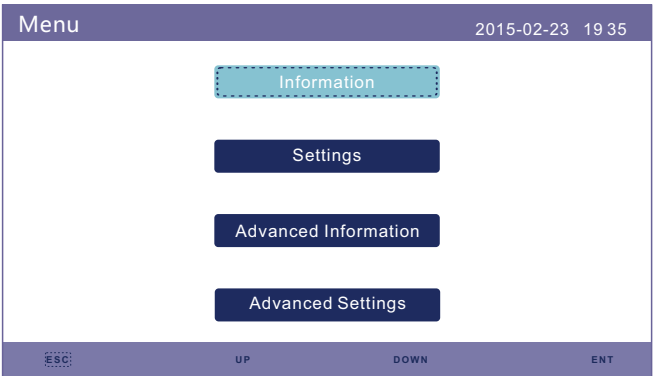 Menu 2015-02-23 19 35
Information
Settings
Advanced Information
Advanced Settings
ESC UP DOWN ENT